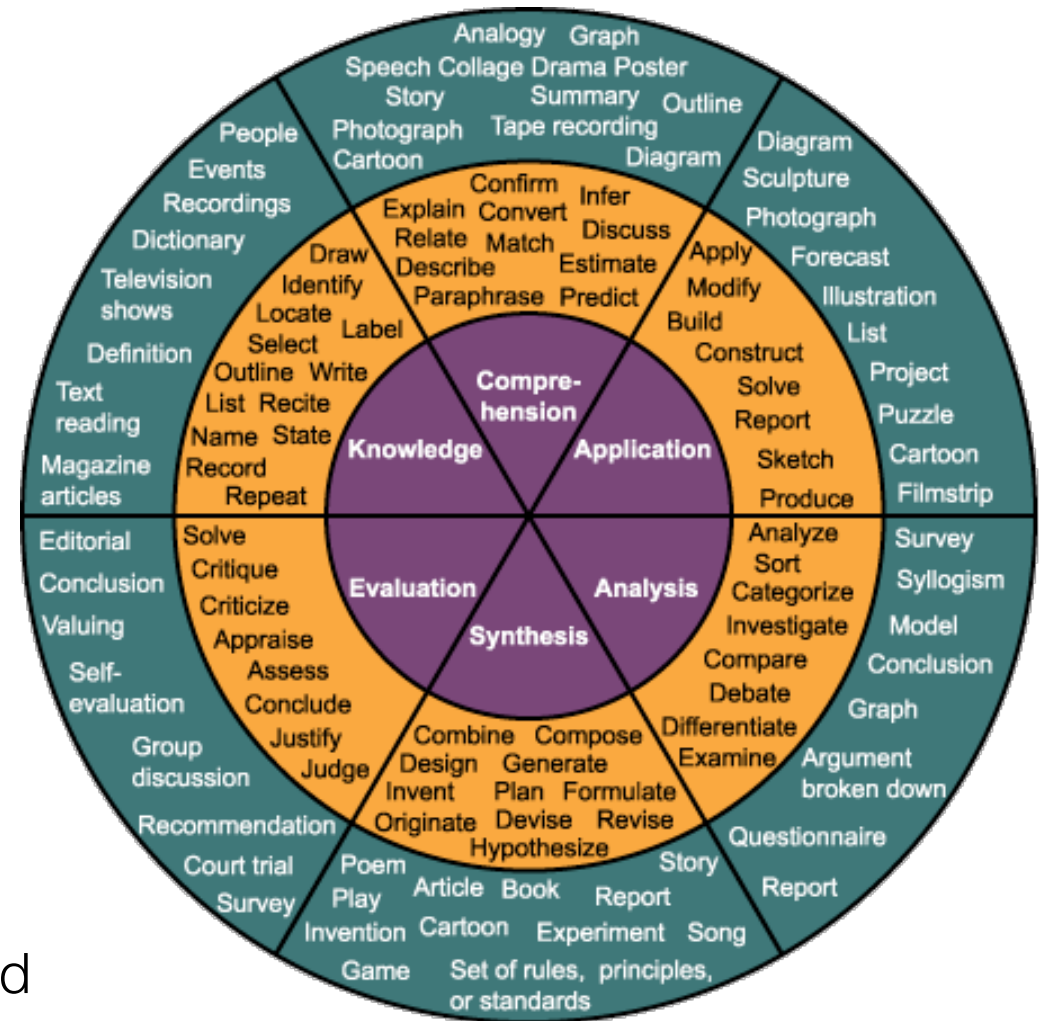 Analogy Graph
Speech Collage Drama Poster
Story Summary Outline
Photograph Tape recording
Cartoon Diagram
People
Events
Recordings
Dictionary
Television
shows
Definition
Text
reading
Magazine
articles
Diagram
Sculpture
Photograph
Forecast
Illustration
List
Project
Puzzle
Cartoon
Filmstrip
Confirm Infer
Explain Convert Discuss
Relate Match
Describe Estimate
Paraphrase Predict
Draw
Identify
Locate Label
Select
Outline Write
List Recite
Name State
Record
Repeat
Apply
Modify
Build
Construct
Solve
Report
Sketch
Produce
Compre-
hension
Knowledge
Application
Evaluation
Analysis
Synthesis
Solve
Critique
Criticize
Appraise
Assess
Conclude
Justify
Judge
Analyze
Sort
Categorize
Investigate
Compare
Debate
Differentiate
Examine
Combine Compose
Design Generate
Invent Plan Formulate
Originate Devise Revise
Hypothesize
Editorial
Conclusion
Valuing
Self-
evaluation
Group
discussion
Recommendation
Court trial
Survey
Survey
Syllogism
Model
Conclusion
Graph
Argument
broken down
Questionnaire
Report
Poem Story
Play Article Book Report
Invention Cartoon Experiment Song
Game Set of rules, principles,
or standards
d